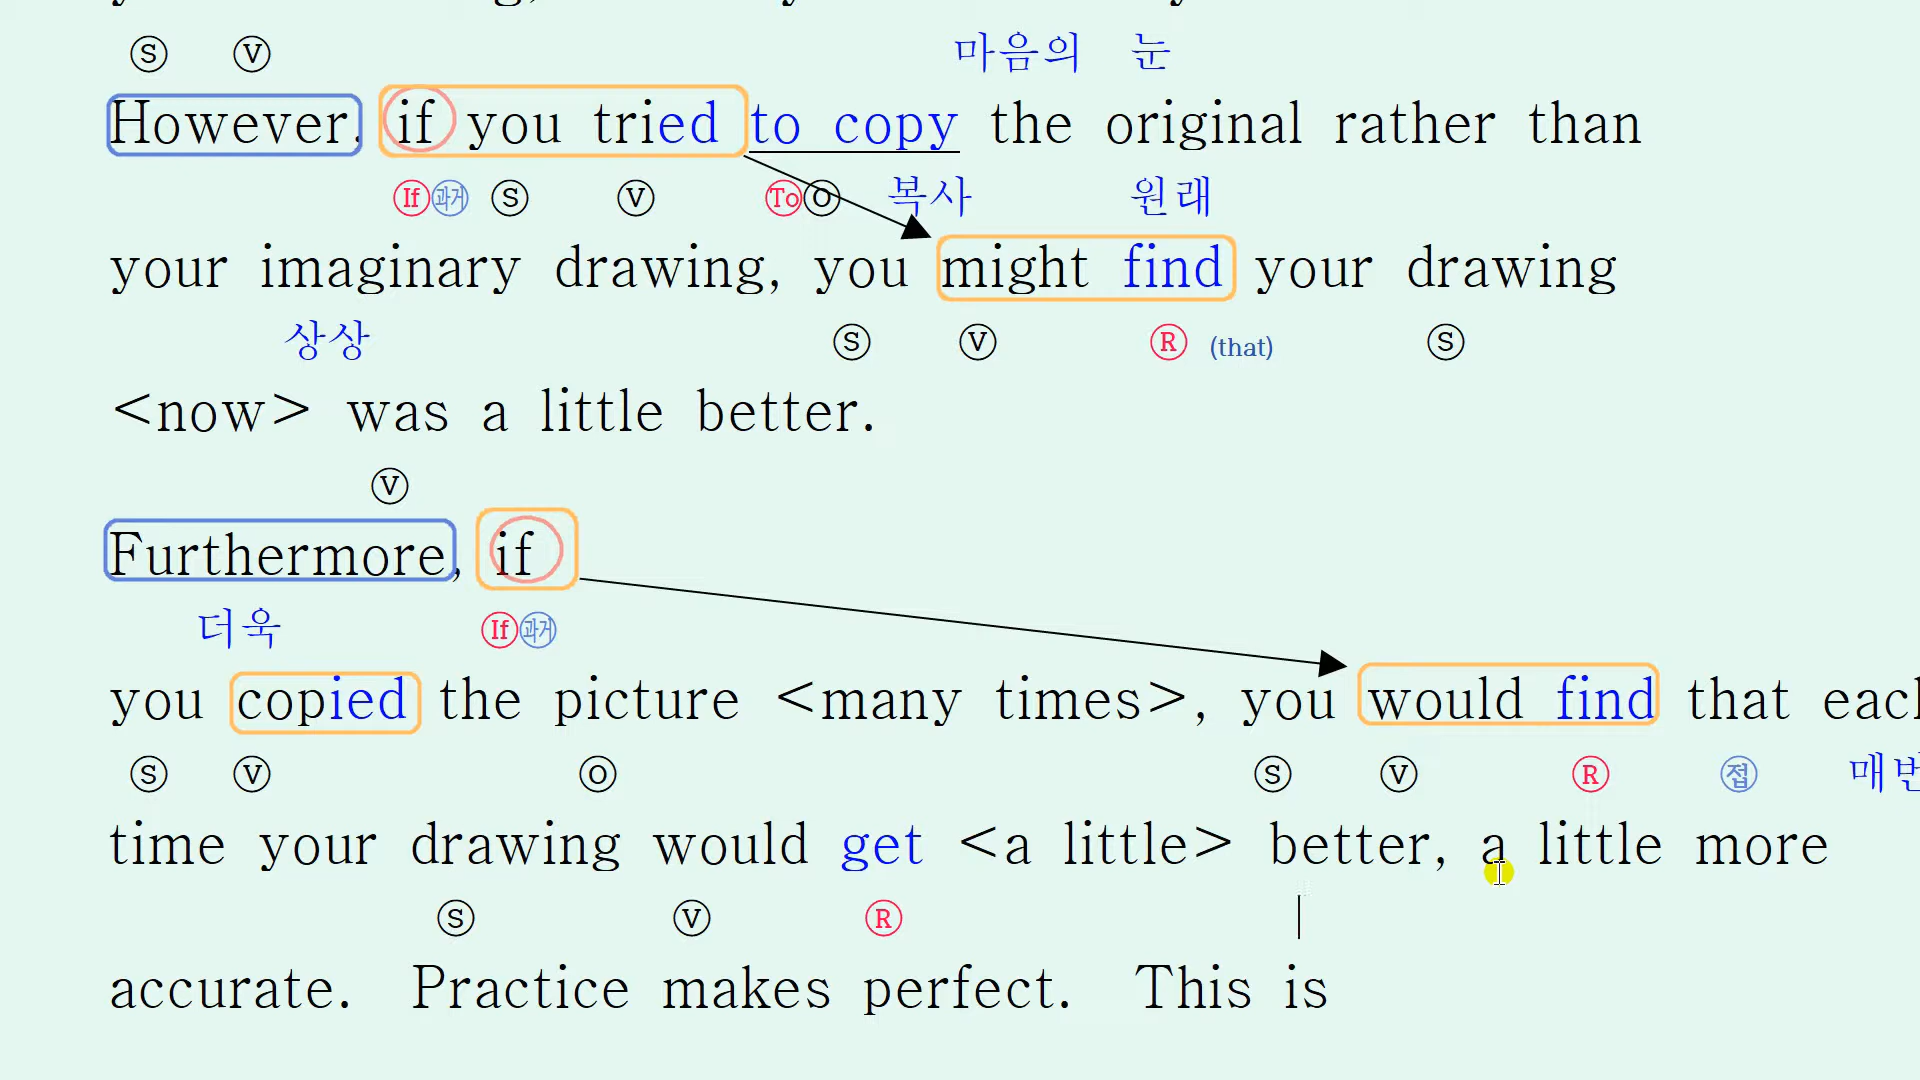 Ⓢ Ⓥ 마음의 눈
However, if you tried to copy the original rather than
If 과거 Ⓢ Ⓥ To Ⓞ 복사 원래
your imaginary drawing, you might find your drawing
상상 Ⓢ Ⓥ Ⓡ (that) Ⓢ
<now> was a little better.
Ⓥ
Furthermore, if
더욱 If 과거
you copied the picture <many times>, you would find that each
Ⓢ Ⓥ Ⓞ Ⓢ Ⓥ Ⓡ 접 매번
time your drawing would get <a little> better, a little more
Ⓢ Ⓥ Ⓡ
accurate. Practice makes perfect. This is